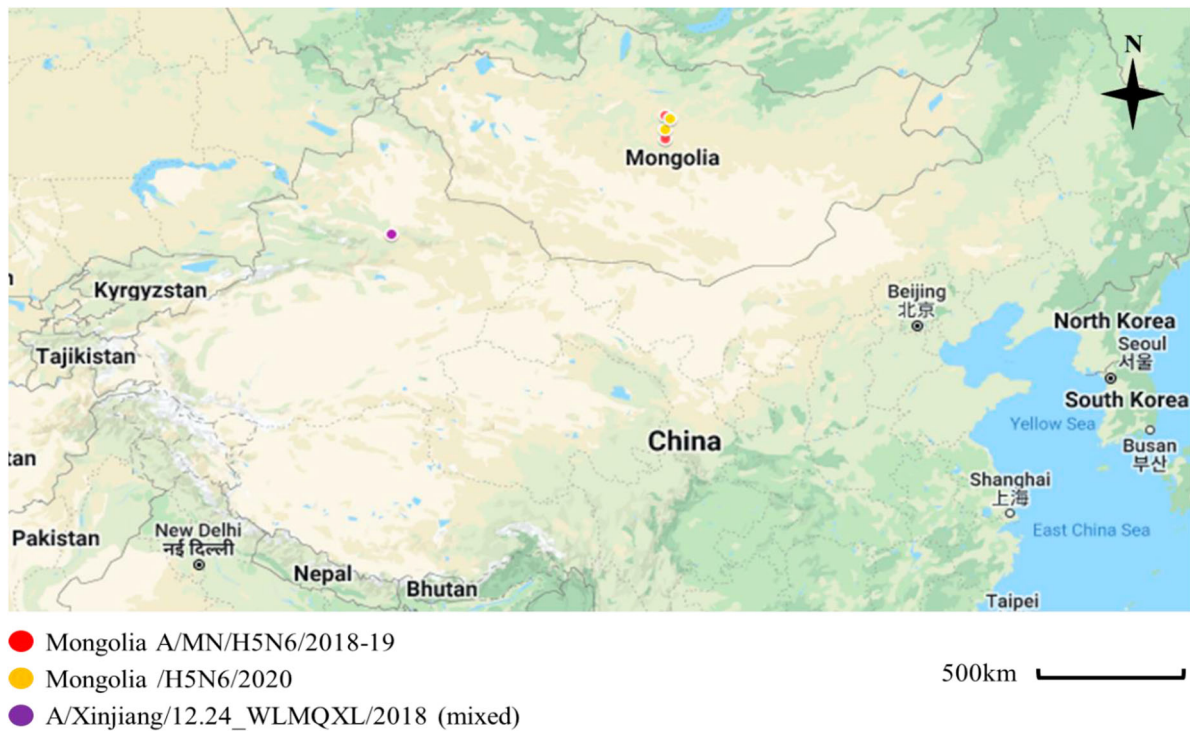 N
Mongolia
Kyrgyzstan
Beijing
北京
North Korea
Seoul
서울
Tajikistan
South Korea
Yellow Sea
Busan
부산
China
tan
Shanghai
上海
Pakistan
New Delhi
नई दिल्ली
East China Sea
Nepal
Bhutan
Taipei
Mongolia A/MN/H5N6/2018-19
Mongolia /H5N6/2020
500km
A/Xinjiang/12.24_WLMQXL/2018 (mixed)